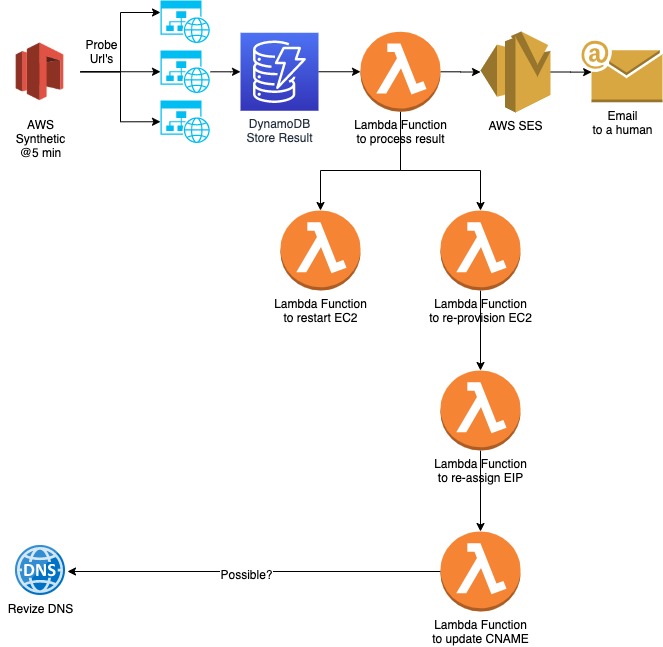 Probe
Url's
AWS
Synthetic
@5 min
DynamoDB
Store Result
Lambda Function
to process result
AWS SES
Email
to a human
Lambda Function
to restart EC2
Lambda Function
to re-provision EC2
Lambda Function
to re-assign EIP
DNS
Revize DNS
Possible?
Lambda Function
to update CNAME